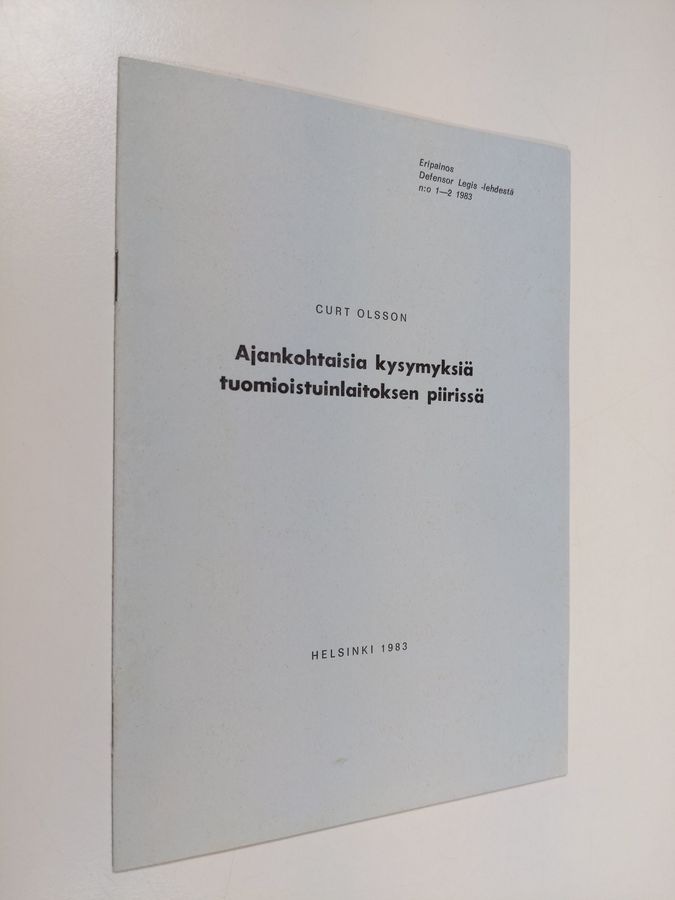 Eripainos
Defensor Legis -lehdestä
n:o 1—2 1983
CURT OLSSON
Ajankohtaisia kysymyksiä
tuomioistuinlaitoksen piirissä
HELSINKI 1983